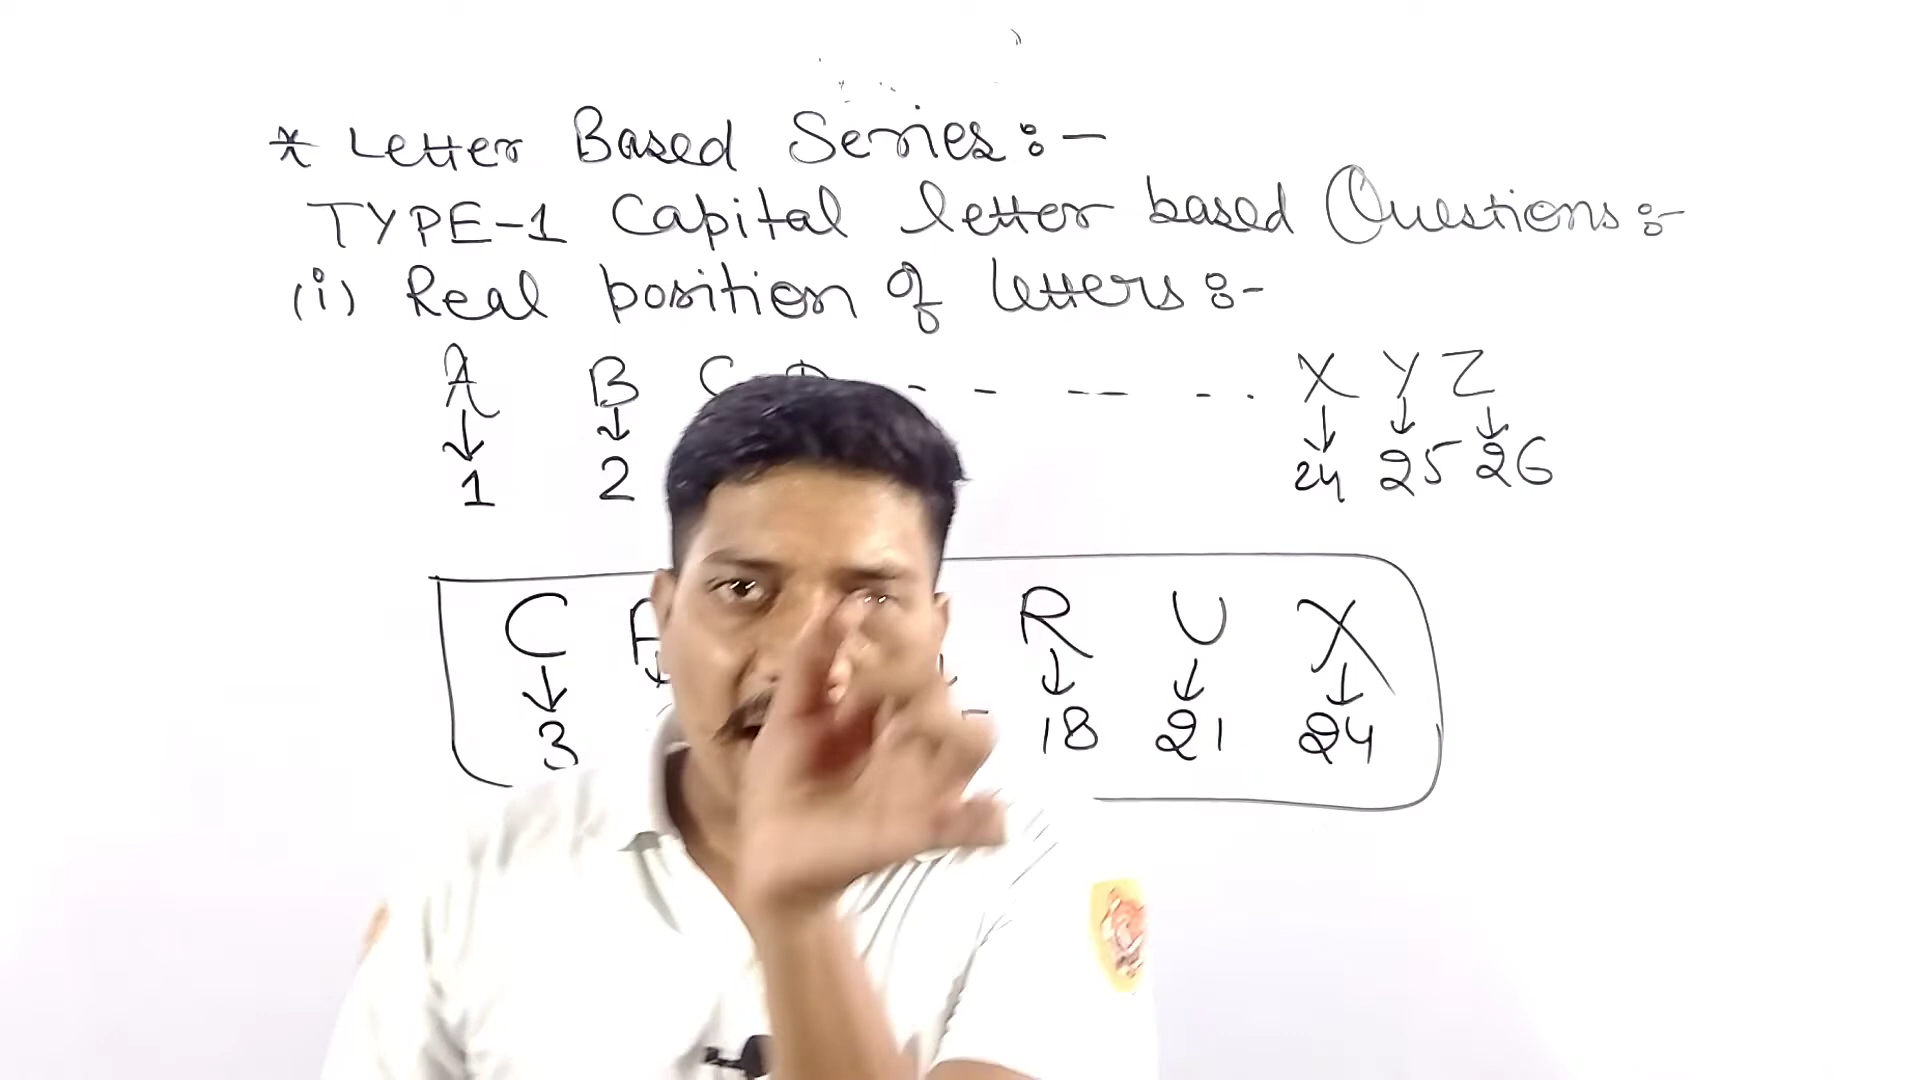 * Letter Based Series:-
TYPE-1 Capital letter based Questions:-
(i) Real position of letters:-
A B C D - - -- - . X Y Z
1 2 24 25 26
C F R U X
3 18 21 24